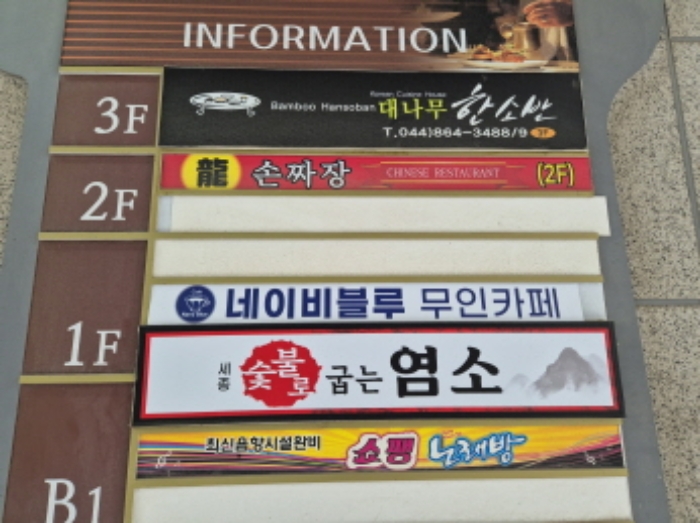 INFORMATION
3F
Korean Cuisine House
Bamboo Hansoban 대나무 한소반
T.044)864-3488/9 3F
2F
龍 손짜장 CHINESE RESTAURANT (2F)
1F
네이비블루 무인카페
세종 숯불로 굽는 염소
B1
최신음향시설완비 쇼팽 노래방